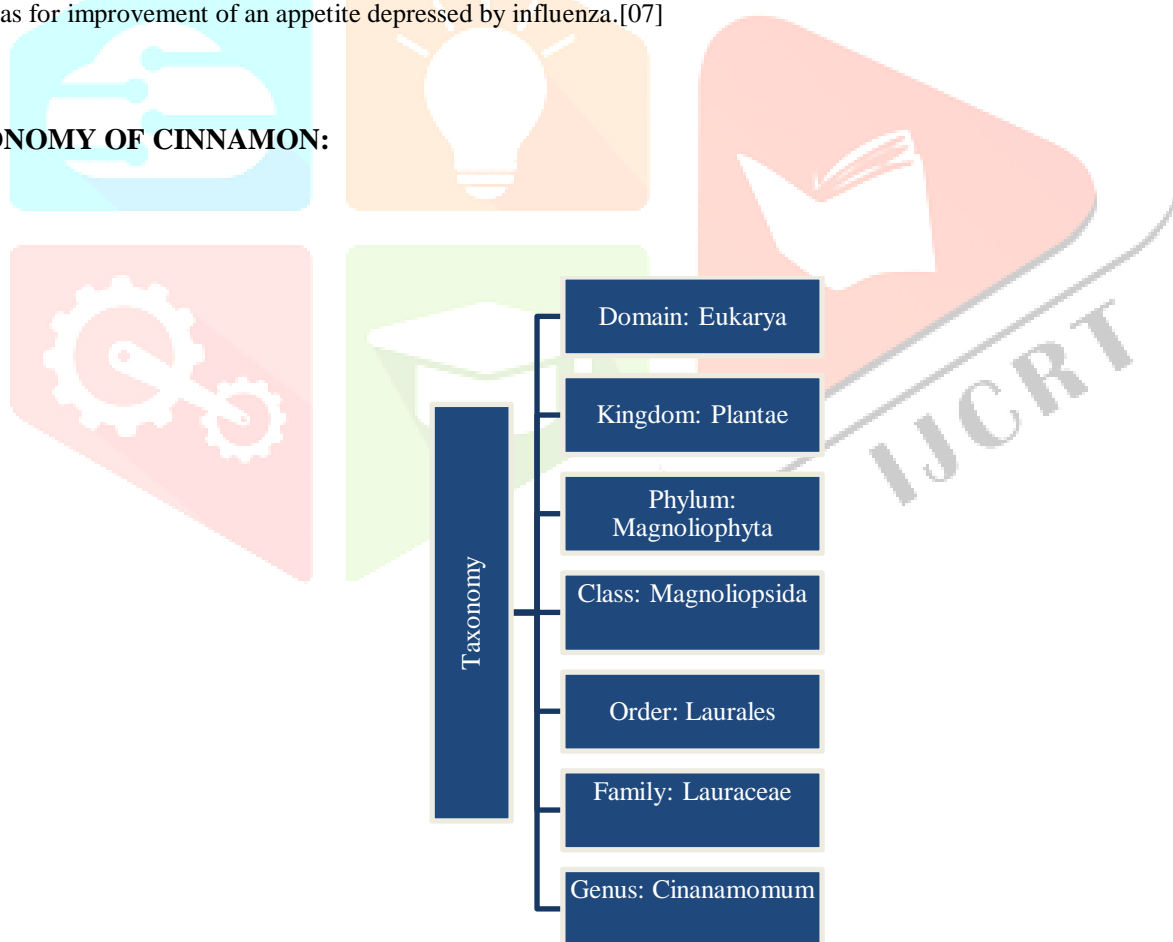 as for improvement of an appetite depressed by influenza.[07]
ONOMY OF CINNAMON:
Taxonomy
Domain: Eukarya
Kingdom: Plantae
Phylum:
Magnoliophyta
Class: Magnoliopsida
Order: Laurales
Family: Lauraceae
Genus: Cinanamomum
IJCRT